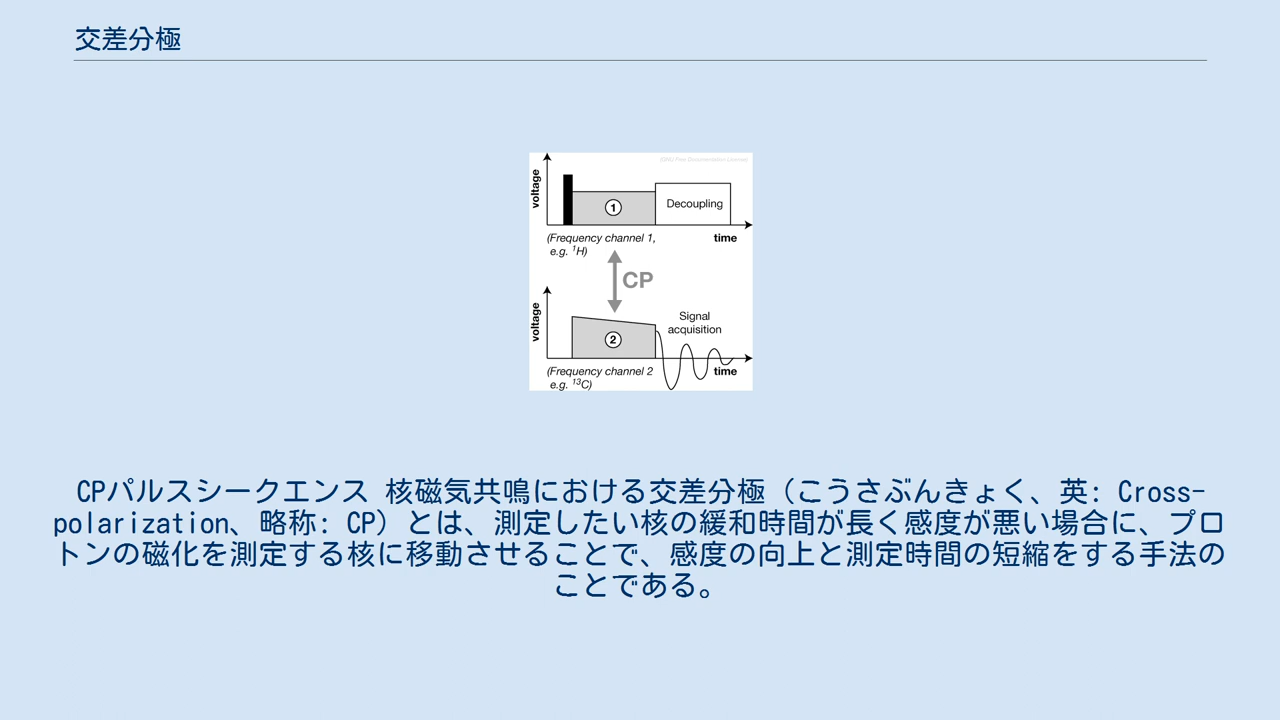 交差分極
(GNU Free Documentation License)
voltage
1
Decoupling
(Frequency channel 1,
e.g. ¹H)
time
CP
voltage
2
Signal
acquisition
(Frequency channel 2
e.g. ¹³C)
time
CPパルスシークエンス 核磁気共鳴における交差分極（こうさぶんきょく、英: Cross-
polarization、略称: CP）とは、測定したい核の緩和時間が長く感度が悪い場合に、プロ
トンの磁化を測定する核に移動させることで、感度の向上と測定時間の短縮をする手法の
ことである。